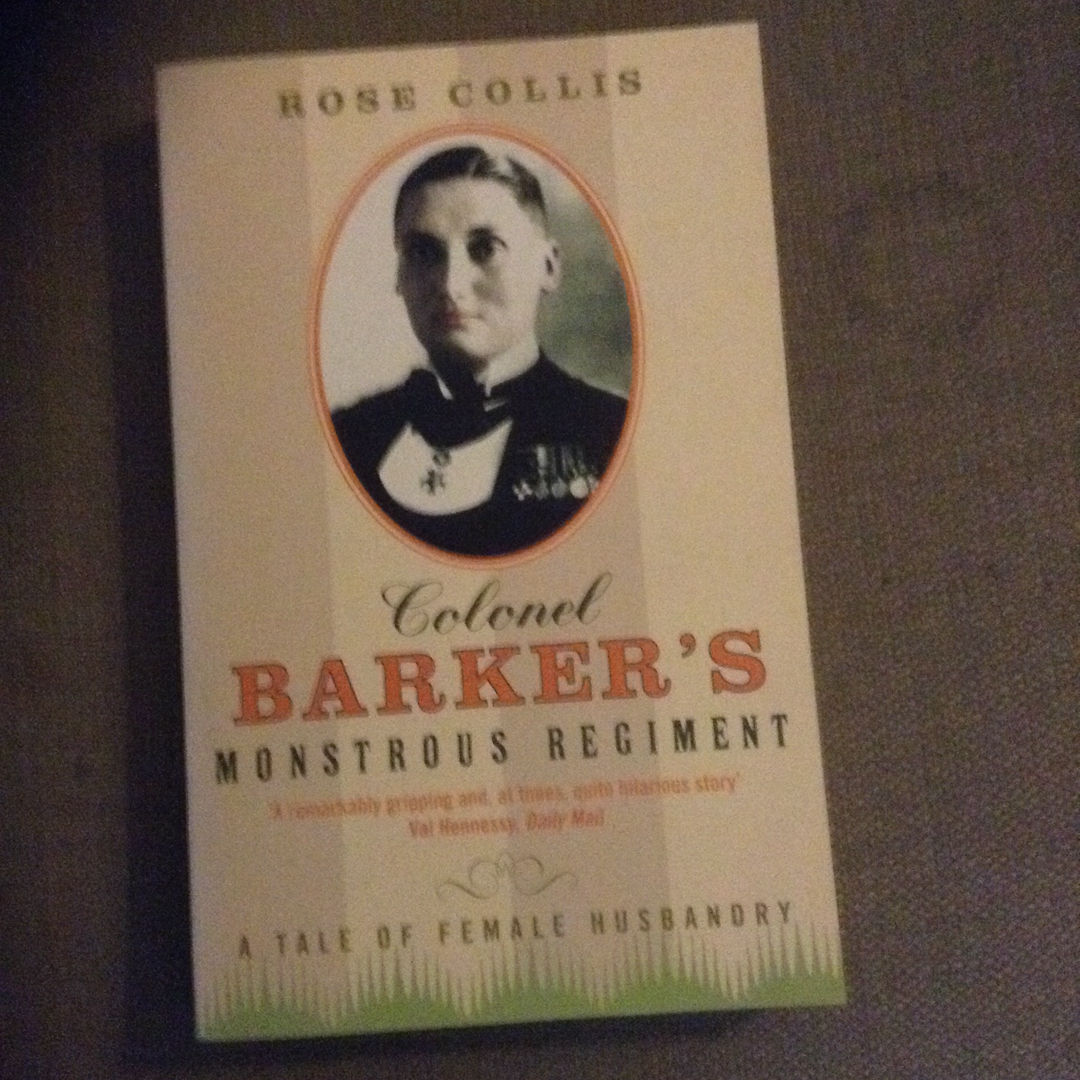 ROSE COLLIS
Colonel
BARKER'S
MONSTROUS REGIMENT
'A remarkably gripping and, at times, quite hilarious story'
Val Hennessy, Daily Mail
A TALE OF FEMALE HUSBANDRY